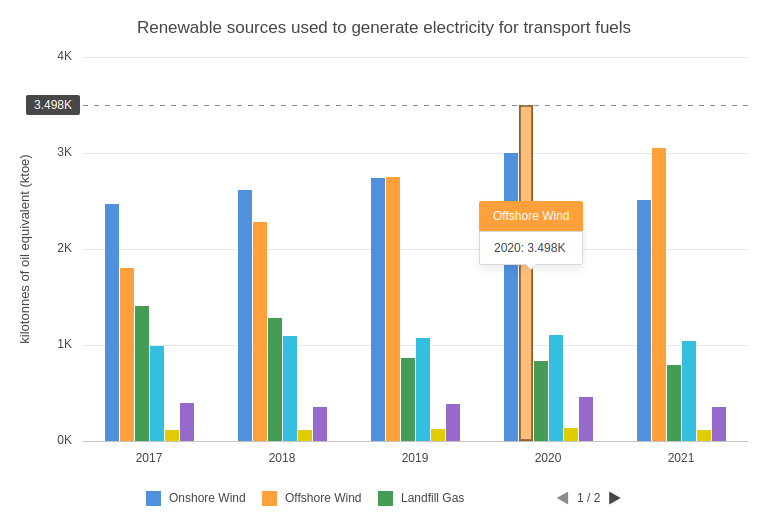 Renewable sources used to generate electricity for transport fuels
4K
3.498K
3K
Offshore Wind
2020: 3.498K
2K
1K
0K
kilotonnes of oil equivalent (ktoe)
2017 2018 2019 2020 2021
Onshore Wind Offshore Wind Landfill Gas 1 / 2